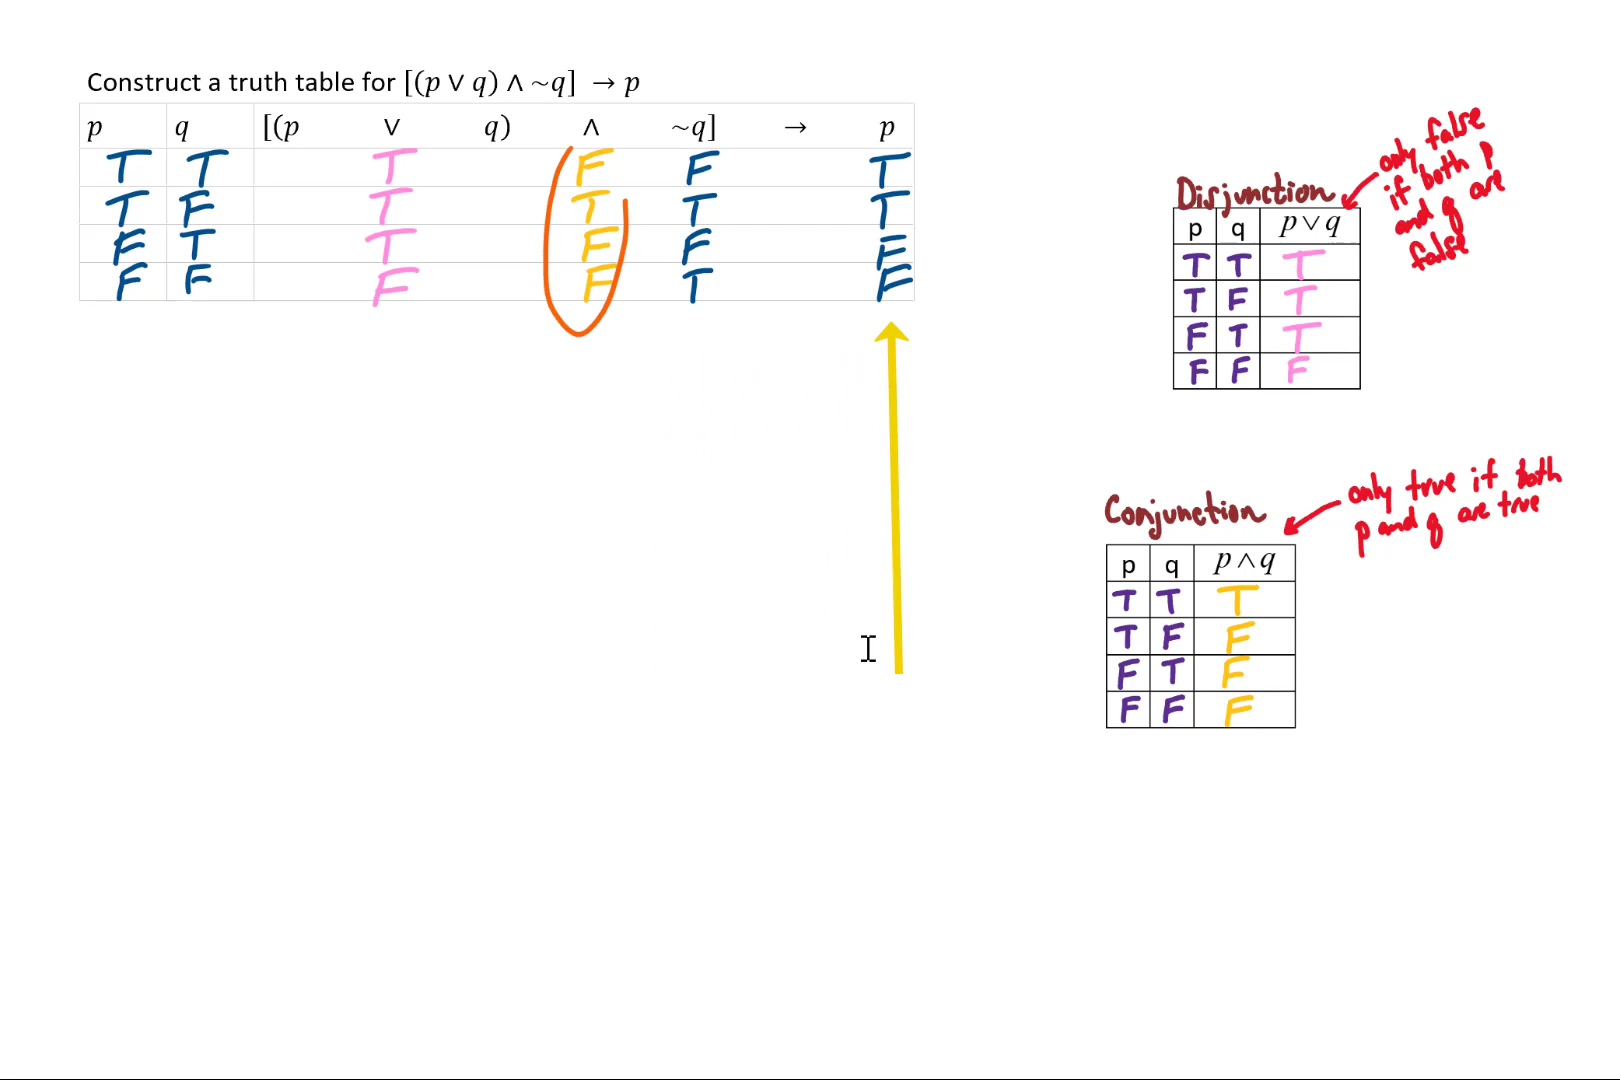 Construct a truth table for [(p ∨ q) ∧ ~q] → p
p q [(p ∨ q) ∧ ~q] → p
T T T F F T
T F T T T T
F T T F F F
F F F F T F
only false
if both p
and q are
false
Disjunction
p q p∨q
T T T
T F T
F T T
F F F
only true if both
p and q are true
Conjunction
p q p∧q
T T T
T F F
F T F
F F F